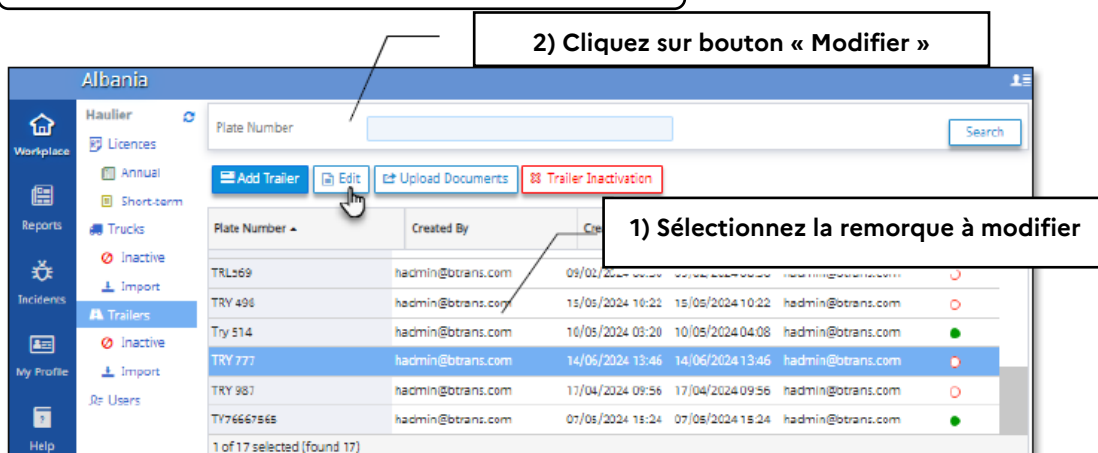 2) Cliquez sur bouton « Modifier »
Albania
Workplace
Reports
Incidents
My Profile
Help
Haulier
Licences
Annual
Short-term
Trucks
Inactive
Import
Trailers
Inactive
Import
Users
Plate Number
Search
Add Trailer Edit Upload Documents Trailer Inactivation
1) Sélectionnez la remorque à modifier
Plate Number Created By
TRL569 hadmin@btrans.com
TRY 498 hadmin@btrans.com 15/05/2024 10:22 15/05/2024 10:22 hadmin@btrans.com
Try 514 hadmin@btrans.com 10/05/2024 03:20 10/05/2024 04:08 hadmin@btrans.com
TRY 777 hadmin@btrans.com 14/06/2024 13:46 14/06/2024 13:46 hadmin@btrans.com
TRY 987 hadmin@btrans.com 17/04/2024 09:56 17/04/2024 09:56 hadmin@btrans.com
TY76667565 hadmin@btrans.com 07/05/2024 15:24 07/05/2024 15:24 hadmin@btrans.com
1 of 17 selected (found 17)